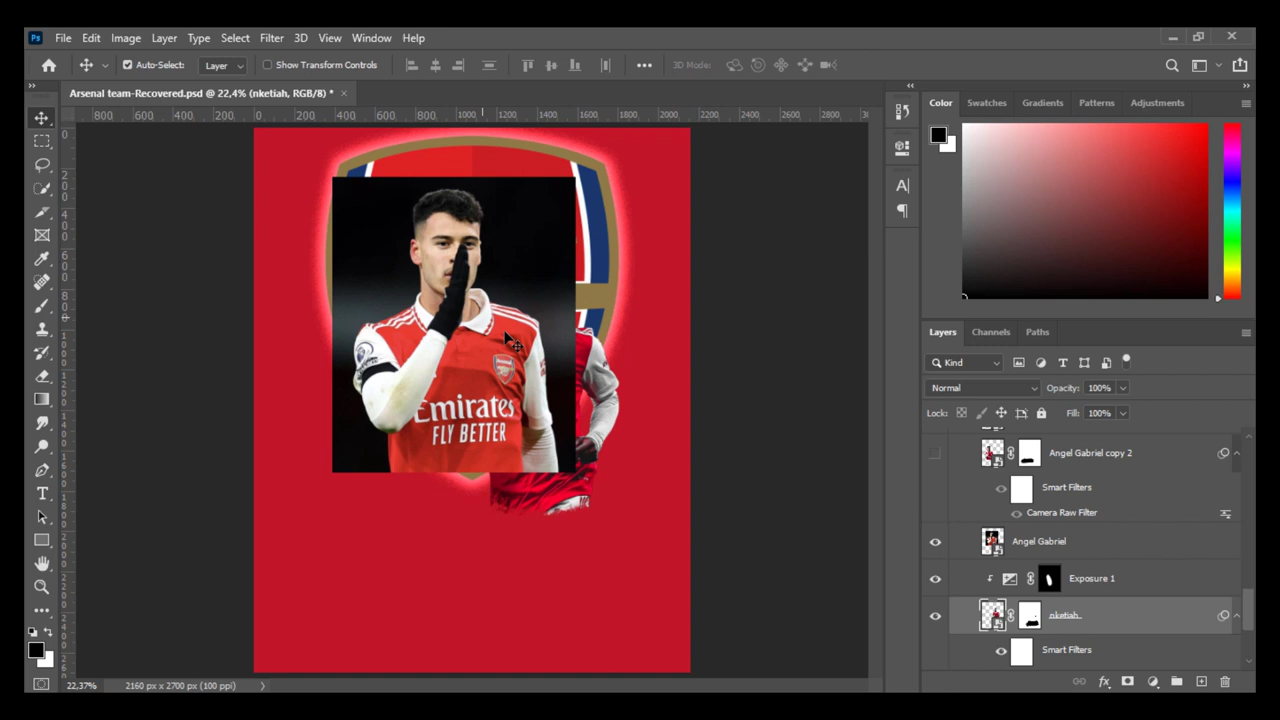 Ps File Edit Image Layer Type Select Filter 3D View Window Help
Auto-Select: Layer Show Transform Controls 3D Mode:
Arsenal team-Recovered.psd @ 22,4% (nketiah, RGB/8) *
800 600 400 200 0 200 400 600 800 1000 1200 1400 1600 1800 2000 2200 2400 2600 2800
Color Swatches Gradients Patterns Adjustments
Emirates
FLY BETTER
Layers Channels Paths
Kind
Normal Opacity: 100%
Lock: Fill: 100%
Angel Gabriel copy 2
Smart Filters
Camera Raw Filter
Angel Gabriel
Exposure 1
nketiah
Smart Filters
22,37% 2160 px x 2700 px (100 ppi)